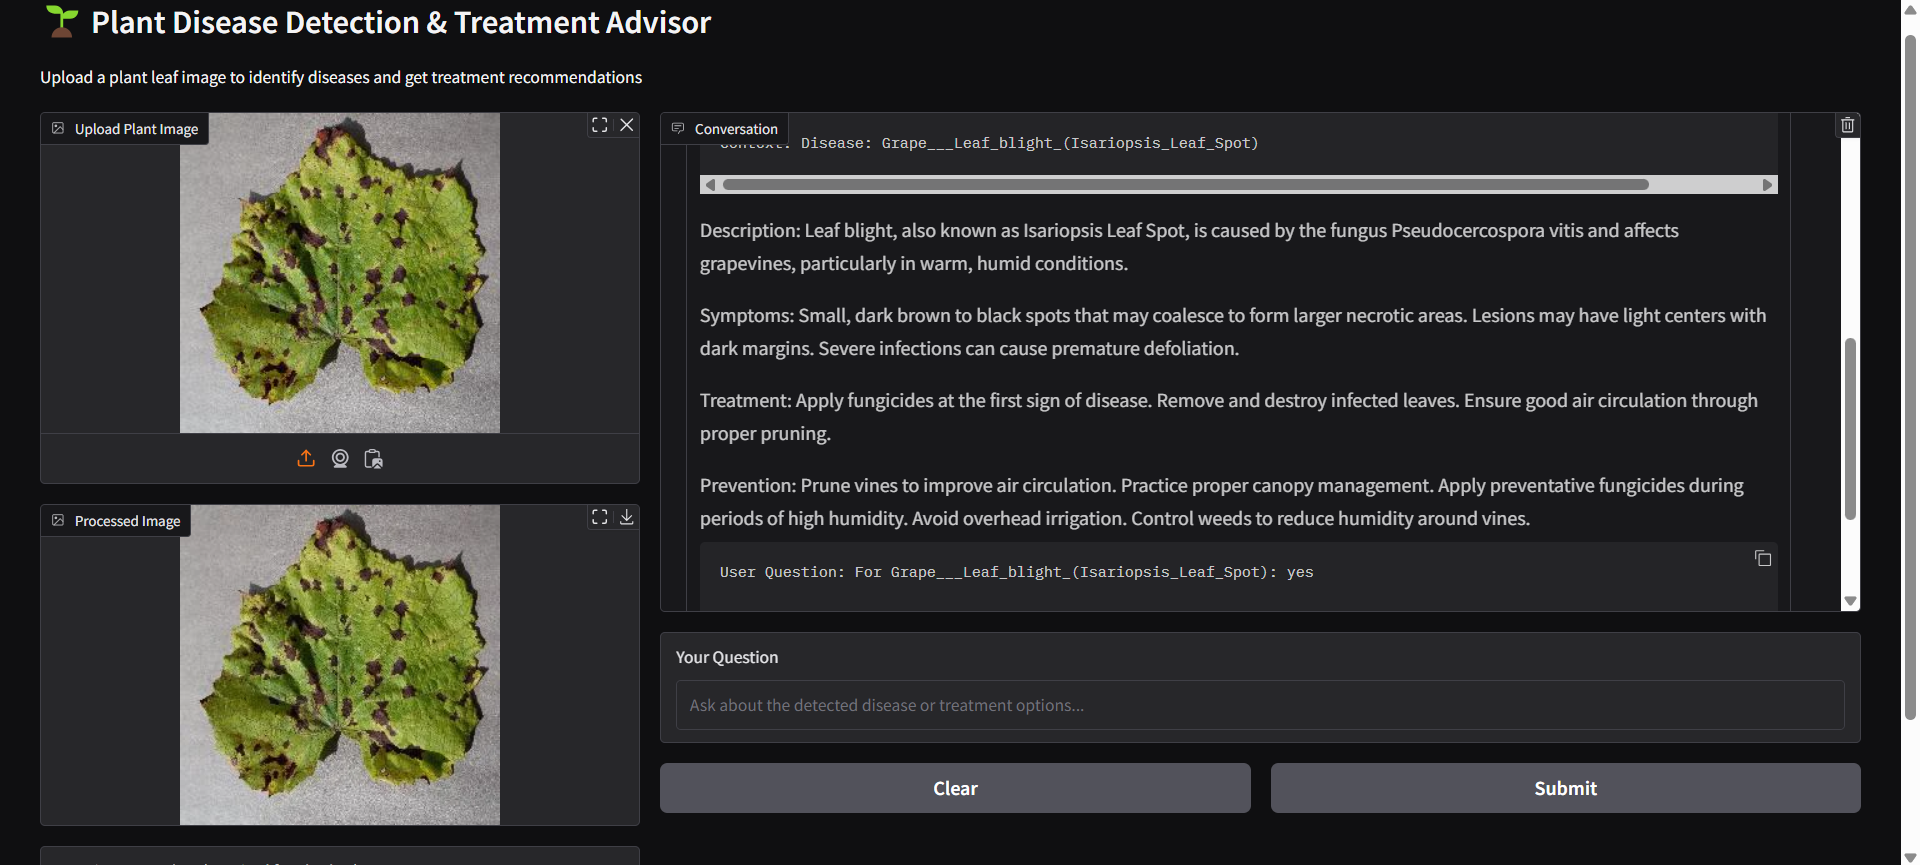 Plant Disease Detection & Treatment Advisor
Upload a plant leaf image to identify diseases and get treatment recommendations
Upload Plant Image
Processed Image
Conversation
Context: Disease: Grape___Leaf_blight_(Isariopsis_Leaf_Spot)
Description: Leaf blight, also known as Isariopsis Leaf Spot, is caused by the fungus Pseudocercospora vitis and affects
grapevines, particularly in warm, humid conditions.
Symptoms: Small, dark brown to black spots that may coalesce to form larger necrotic areas. Lesions may have light centers with
dark margins. Severe infections can cause premature defoliation.
Treatment: Apply fungicides at the first sign of disease. Remove and destroy infected leaves. Ensure good air circulation through
proper pruning.
Prevention: Prune vines to improve air circulation. Practice proper canopy management. Apply preventative fungicides during
periods of high humidity. Avoid overhead irrigation. Control weeds to reduce humidity around vines.
User Question: For Grape___Leaf_blight_(Isariopsis_Leaf_Spot): yes
Your Question
Ask about the detected disease or treatment options...
Clear
Submit